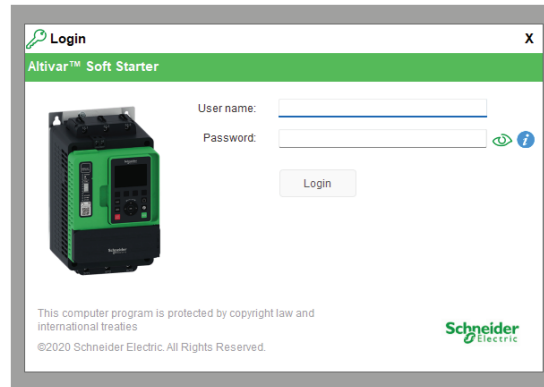 Login
X
Altivar™ Soft Starter
User name:
Password:
Login
Schneider
This computer program is protected by copyright law and
international treaties
©2020 Schneider Electric. All Rights Reserved.
Schneider
Electric